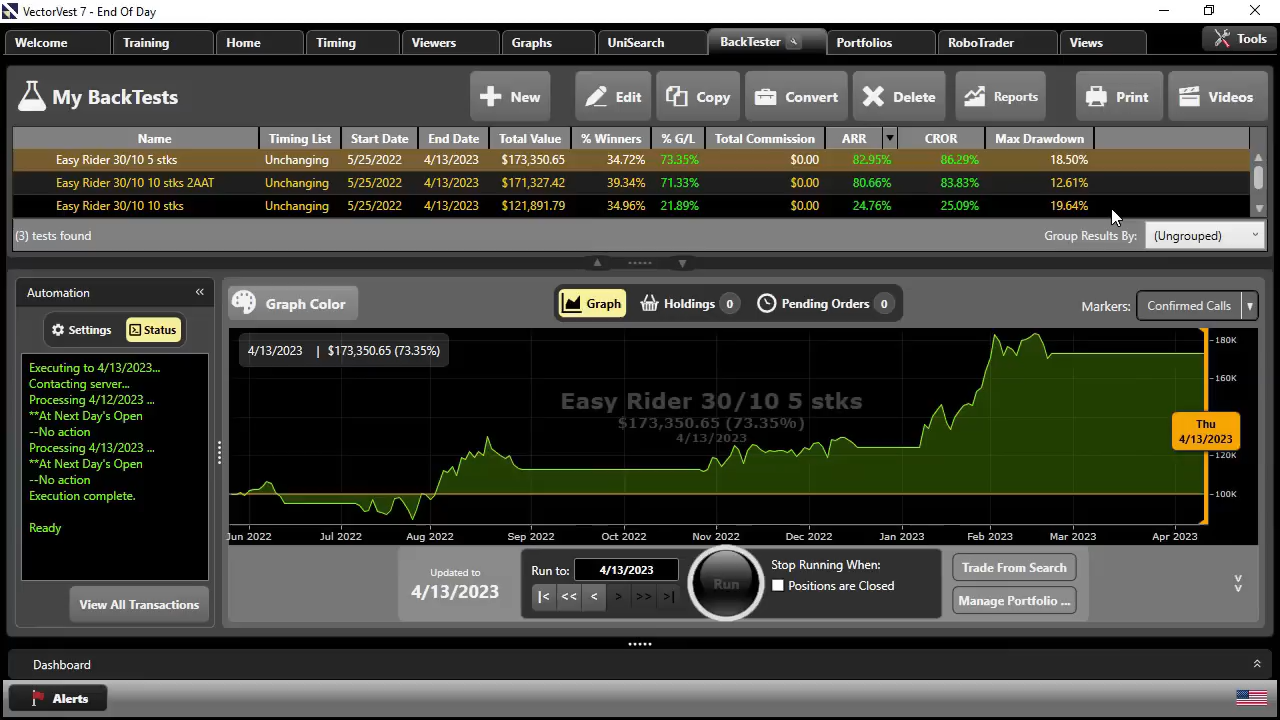 VectorVest 7 - End Of Day
Welcome Training Home Timing Viewers Graphs UniSearch BackTester Portfolios RoboTrader Views Tools
My BackTests New Edit Copy Convert Delete Reports Print Videos
Name Timing List Start Date End Date Total Value % Winners % G/L Total Commission ARR CROR Max Drawdown
Easy Rider 30/10 5 stks Unchanging 5/25/2022 4/13/2023 $173,350.65 34.72% 73.35% $0.00 82.95% 86.29% 18.50%
Easy Rider 30/10 10 stks 2AAT Unchanging 5/25/2022 4/13/2023 $171,327.42 39.34% 71.33% $0.00 80.66% 83.83% 12.61%
Easy Rider 30/10 10 stks Unchanging 5/25/2022 4/13/2023 $121,891.79 34.96% 21.89% $0.00 24.76% 25.09% 19.64%
(3) tests found Group Results By: (Ungrouped)
Automation «
Settings Status
Executing to 4/13/2023...
Contacting server...
Processing 4/12/2023 ...
**At Next Day's Open
--No action
Processing 4/13/2023 ...
**At Next Day's Open
--No action
Execution complete.
Ready
View All Transactions
Graph Color Graph Holdings 0 Pending Orders 0 Markers: Confirmed Calls
4/13/2023 | $173,350.65 (73.35%)
Easy Rider 30/10 5 stks
$173,350.65 (73.35%)
4/13/2023
180K
160K
Thu
4/13/2023
120K
100K
Jun 2022 Jul 2022 Aug 2022 Sep 2022 Oct 2022 Nov 2022 Dec 2022 Jan 2023 Feb 2023 Mar 2023 Apr 2023
Updated to
4/13/2023
Run to: 4/13/2023
|< << < > >> >|
Run
Stop Running When:
Positions are Closed
Trade From Search
Manage Portfolio ...
Dashboard
Alerts